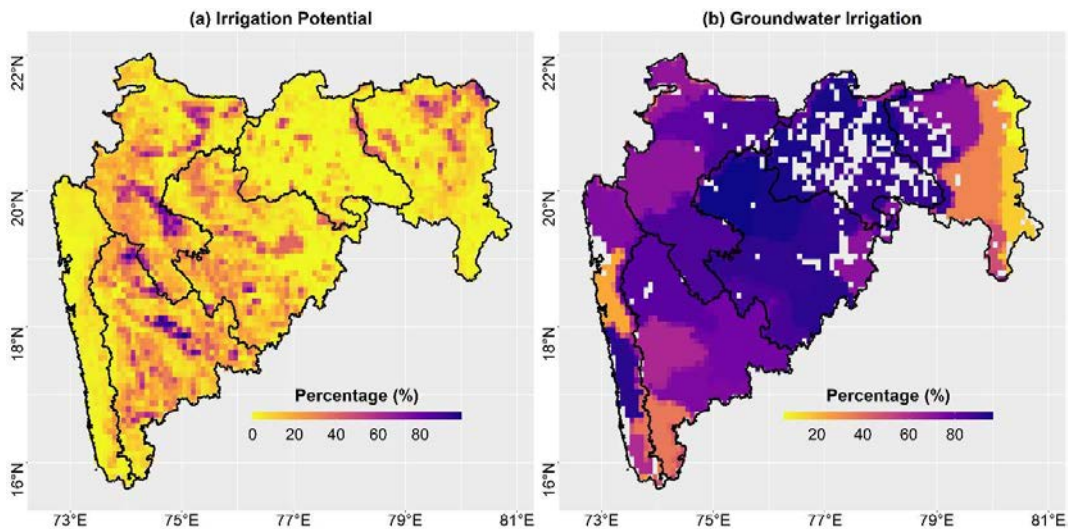 (a) Irrigation Potential
(b) Groundwater Irrigation
22°N
20°N
18°N
16°N
Percentage (%)
0 20 40 60 80
73°E 75°E 77°E 79°E 81°E
22°N
20°N
18°N
16°N
Percentage (%)
20 40 60 80
73°E 75°E 77°E 79°E 81°E